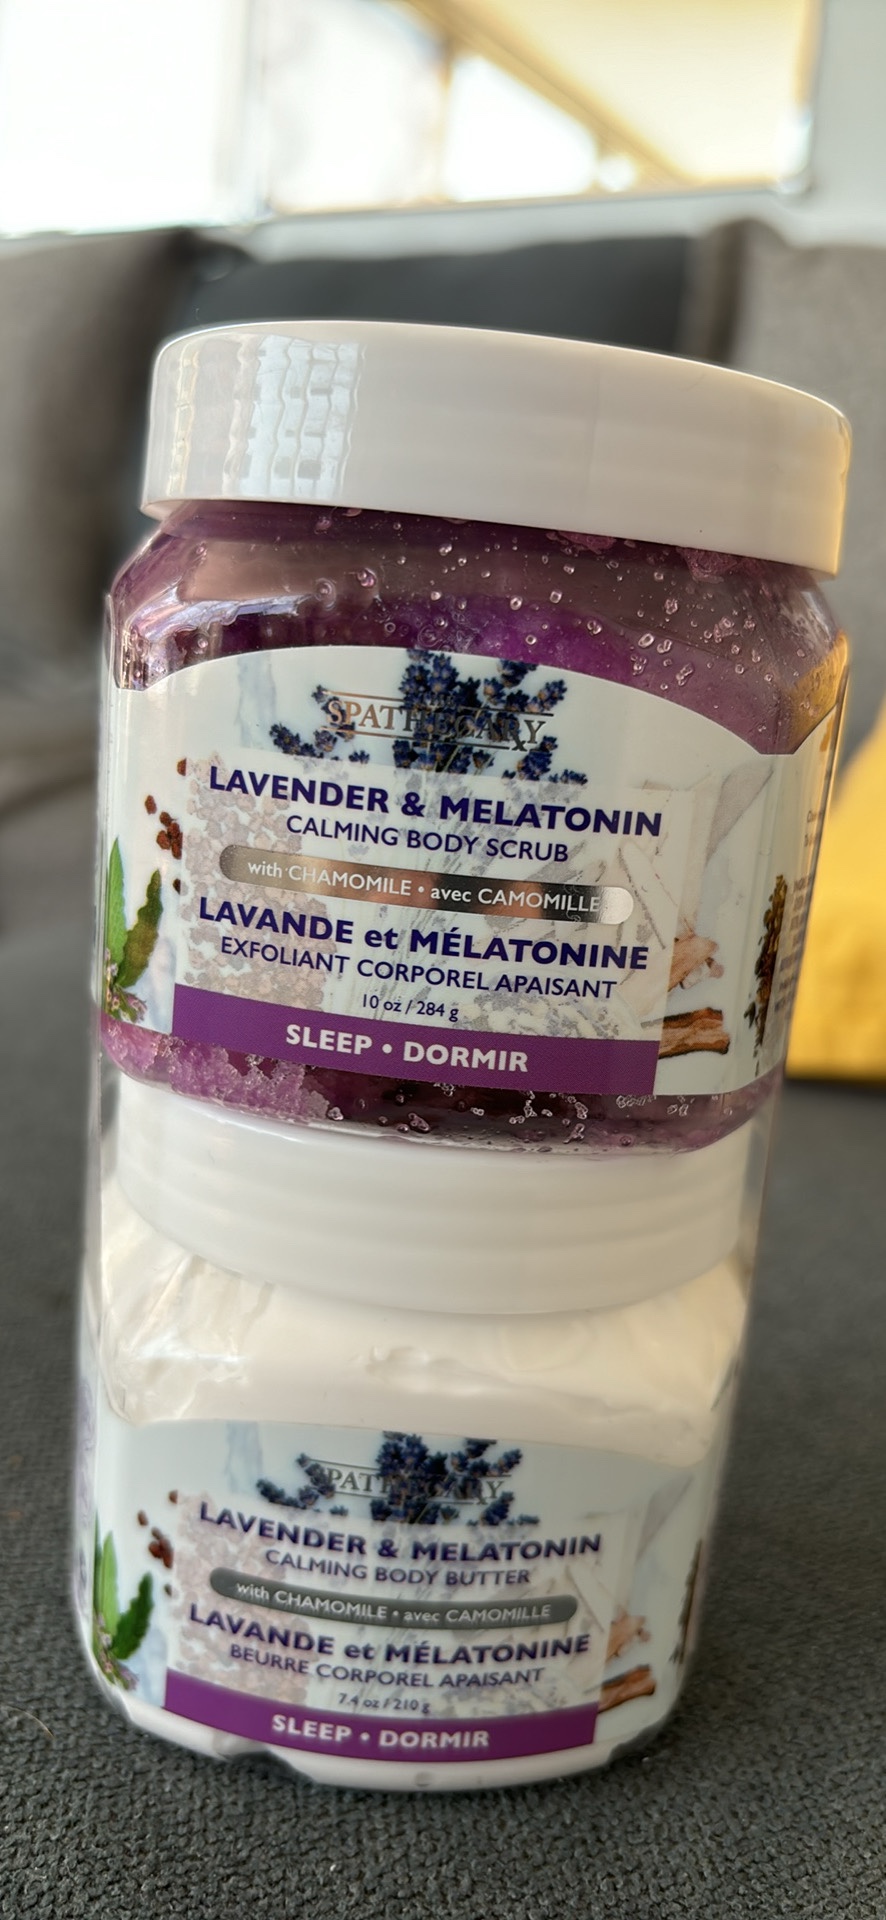 SPATHECARY
LAVENDER & MELATONIN
CALMING BODY SCRUB
with CHAMOMILE • avec CAMOMILLE
LAVANDE et MÉLATONINE
EXFOLIANT CORPOREL APAISANT
10 oz / 284 g
SLEEP • DORMIR
SPATHECARY
LAVENDER & MELATONIN
CALMING BODY BUTTER
with CHAMOMILE • avec CAMOMILLE
LAVANDE et MÉLATONINE
BEURRE CORPOREL APAISANT
7.4 oz / 210 g
SLEEP • DORMIR